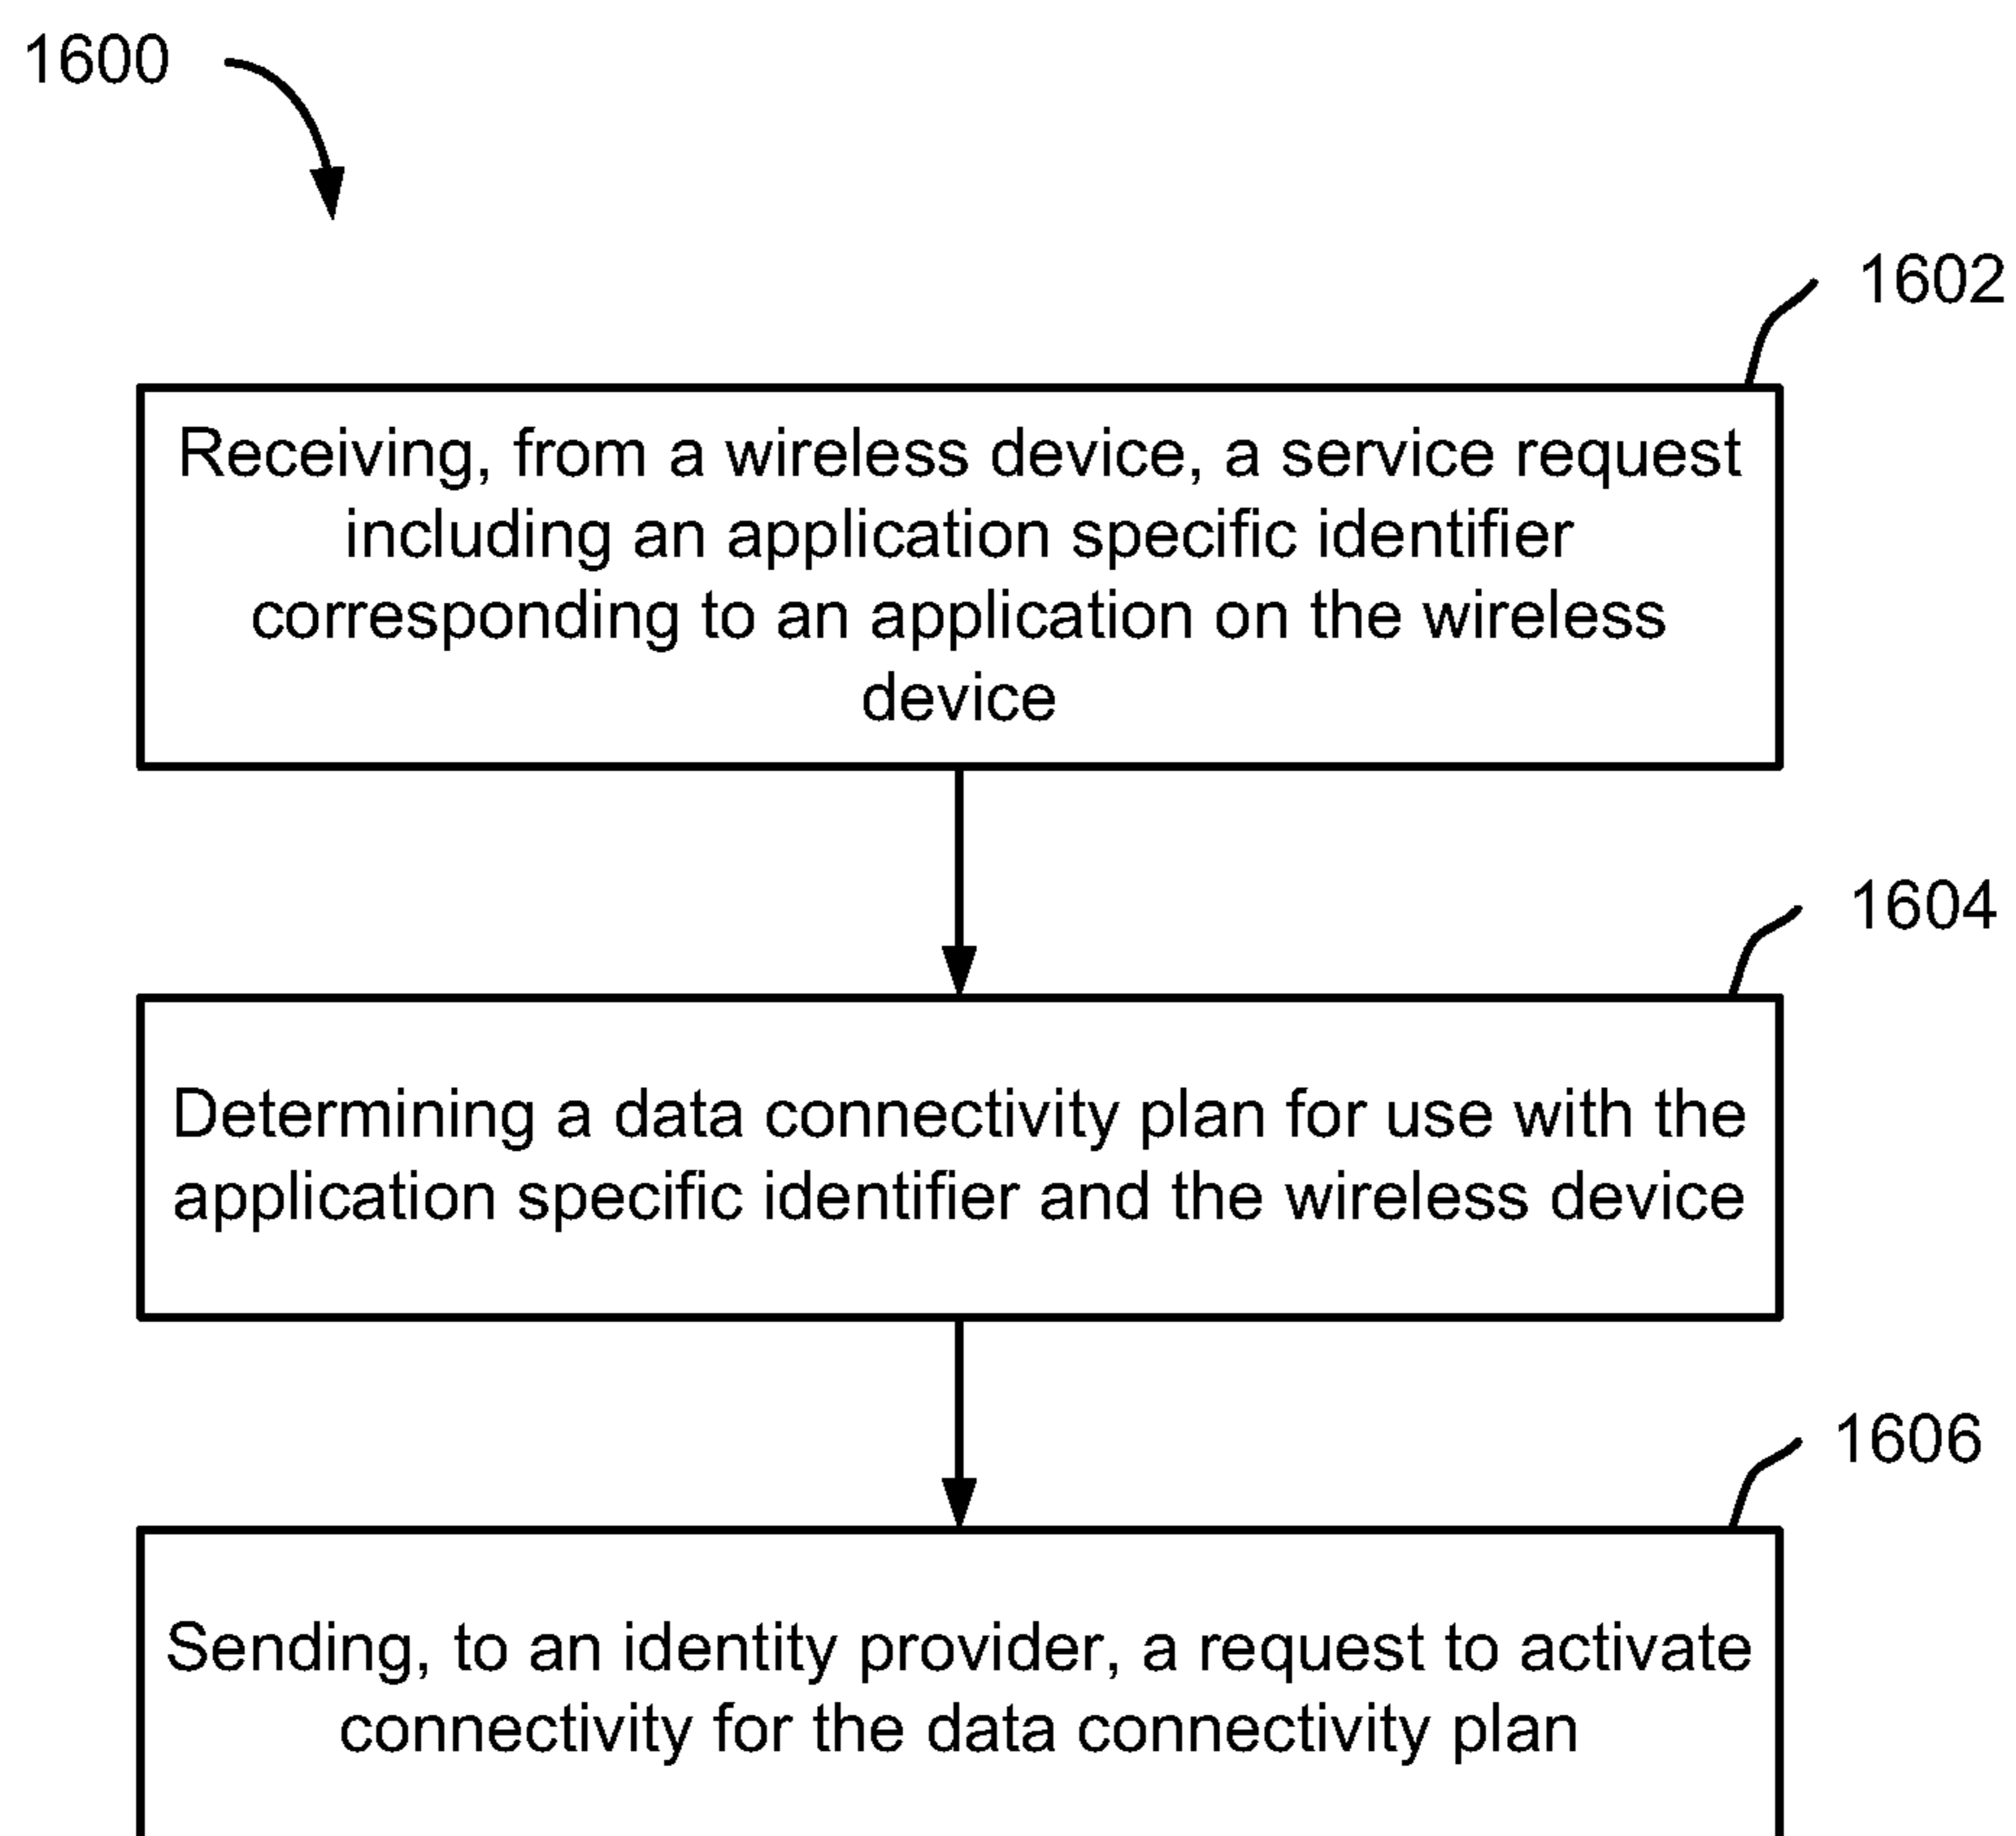 1600
1602
Receiving, from a wireless device, a service request
including an application specific identifier
corresponding to an application on the wireless
device
1604
Determining a data connectivity plan for use with the
application specific identifier and the wireless device
1606
Sending, to an identity provider, a request to activate
connectivity for the data connectivity plan